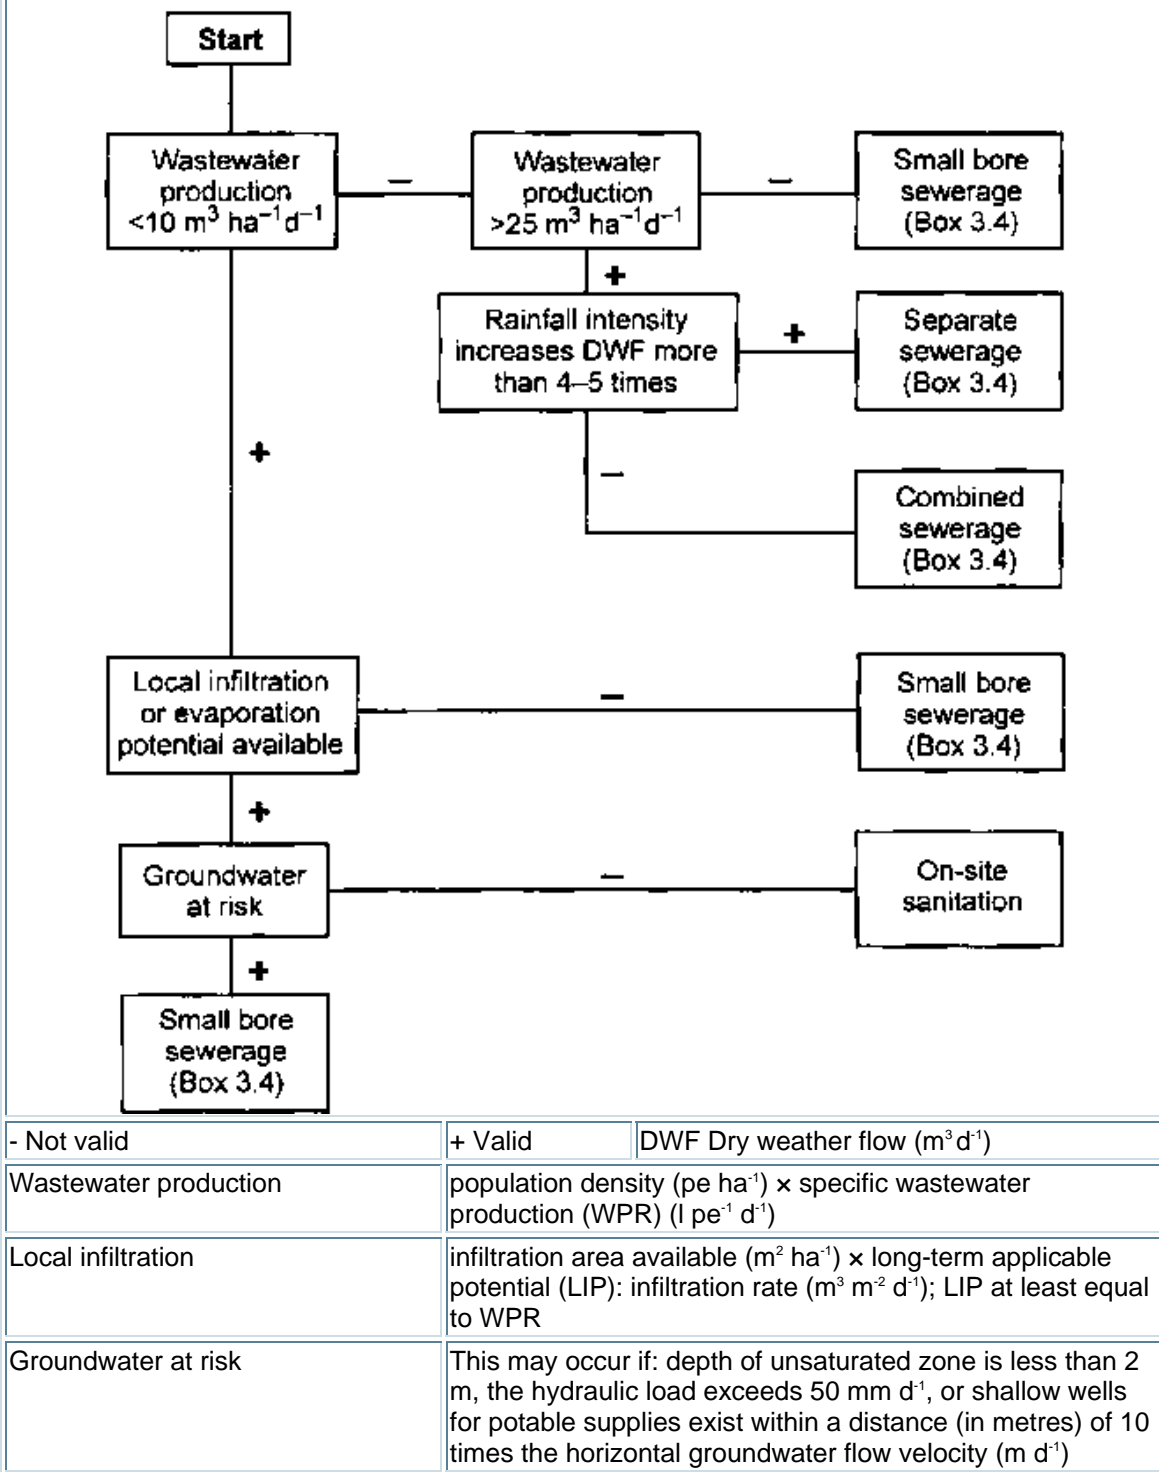 Start
Wastewater
production
<10 m³ ha⁻¹d⁻¹
−
Wastewater
production
>25 m³ ha⁻¹d⁻¹
−
Small bore
sewerage
(Box 3.4)
+
Rainfall intensity
increases DWF more
than 4–5 times
+
Separate
sewerage
(Box 3.4)
+
−
Combined
sewerage
(Box 3.4)
Local infiltration
or evaporation
potential available
−
Small bore
sewerage
(Box 3.4)
+
Groundwater
at risk
−
On-site
sanitation
+
Small bore
sewerage
(Box 3.4)
- Not valid
+ Valid
DWF Dry weather flow (m³ d⁻¹)
Wastewater production
population density (pe ha⁻¹) × specific wastewater
production (WPR) (l pe⁻¹ d⁻¹)
Local infiltration
infiltration area available (m² ha⁻¹) × long-term applicable
potential (LIP): infiltration rate (m³ m⁻² d⁻¹); LIP at least equal
to WPR
Groundwater at risk
This may occur if: depth of unsaturated zone is less than 2
m, the hydraulic load exceeds 50 mm d⁻¹, or shallow wells
for potable supplies exist within a distance (in metres) of 10
times the horizontal groundwater flow velocity (m d⁻¹)